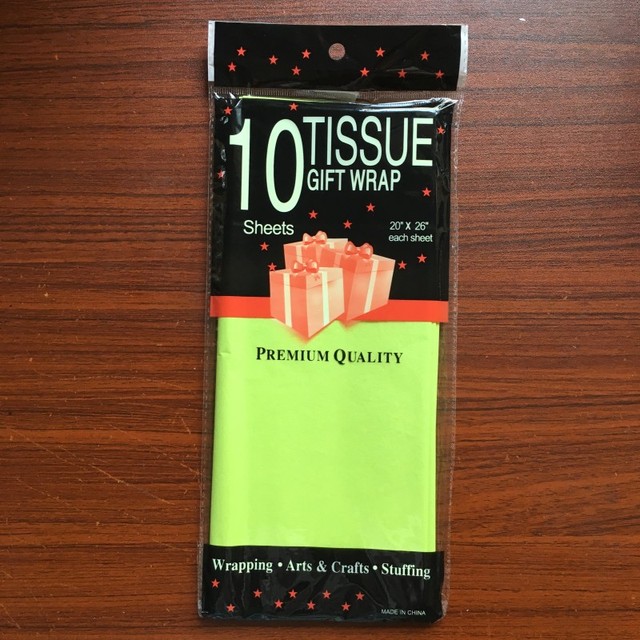 10 TISSUE
GIFT WRAP
Sheets
20" X 26"
each sheet
PREMIUM QUALITY
Wrapping • Arts & Crafts • Stuffing
MADE IN CHINA